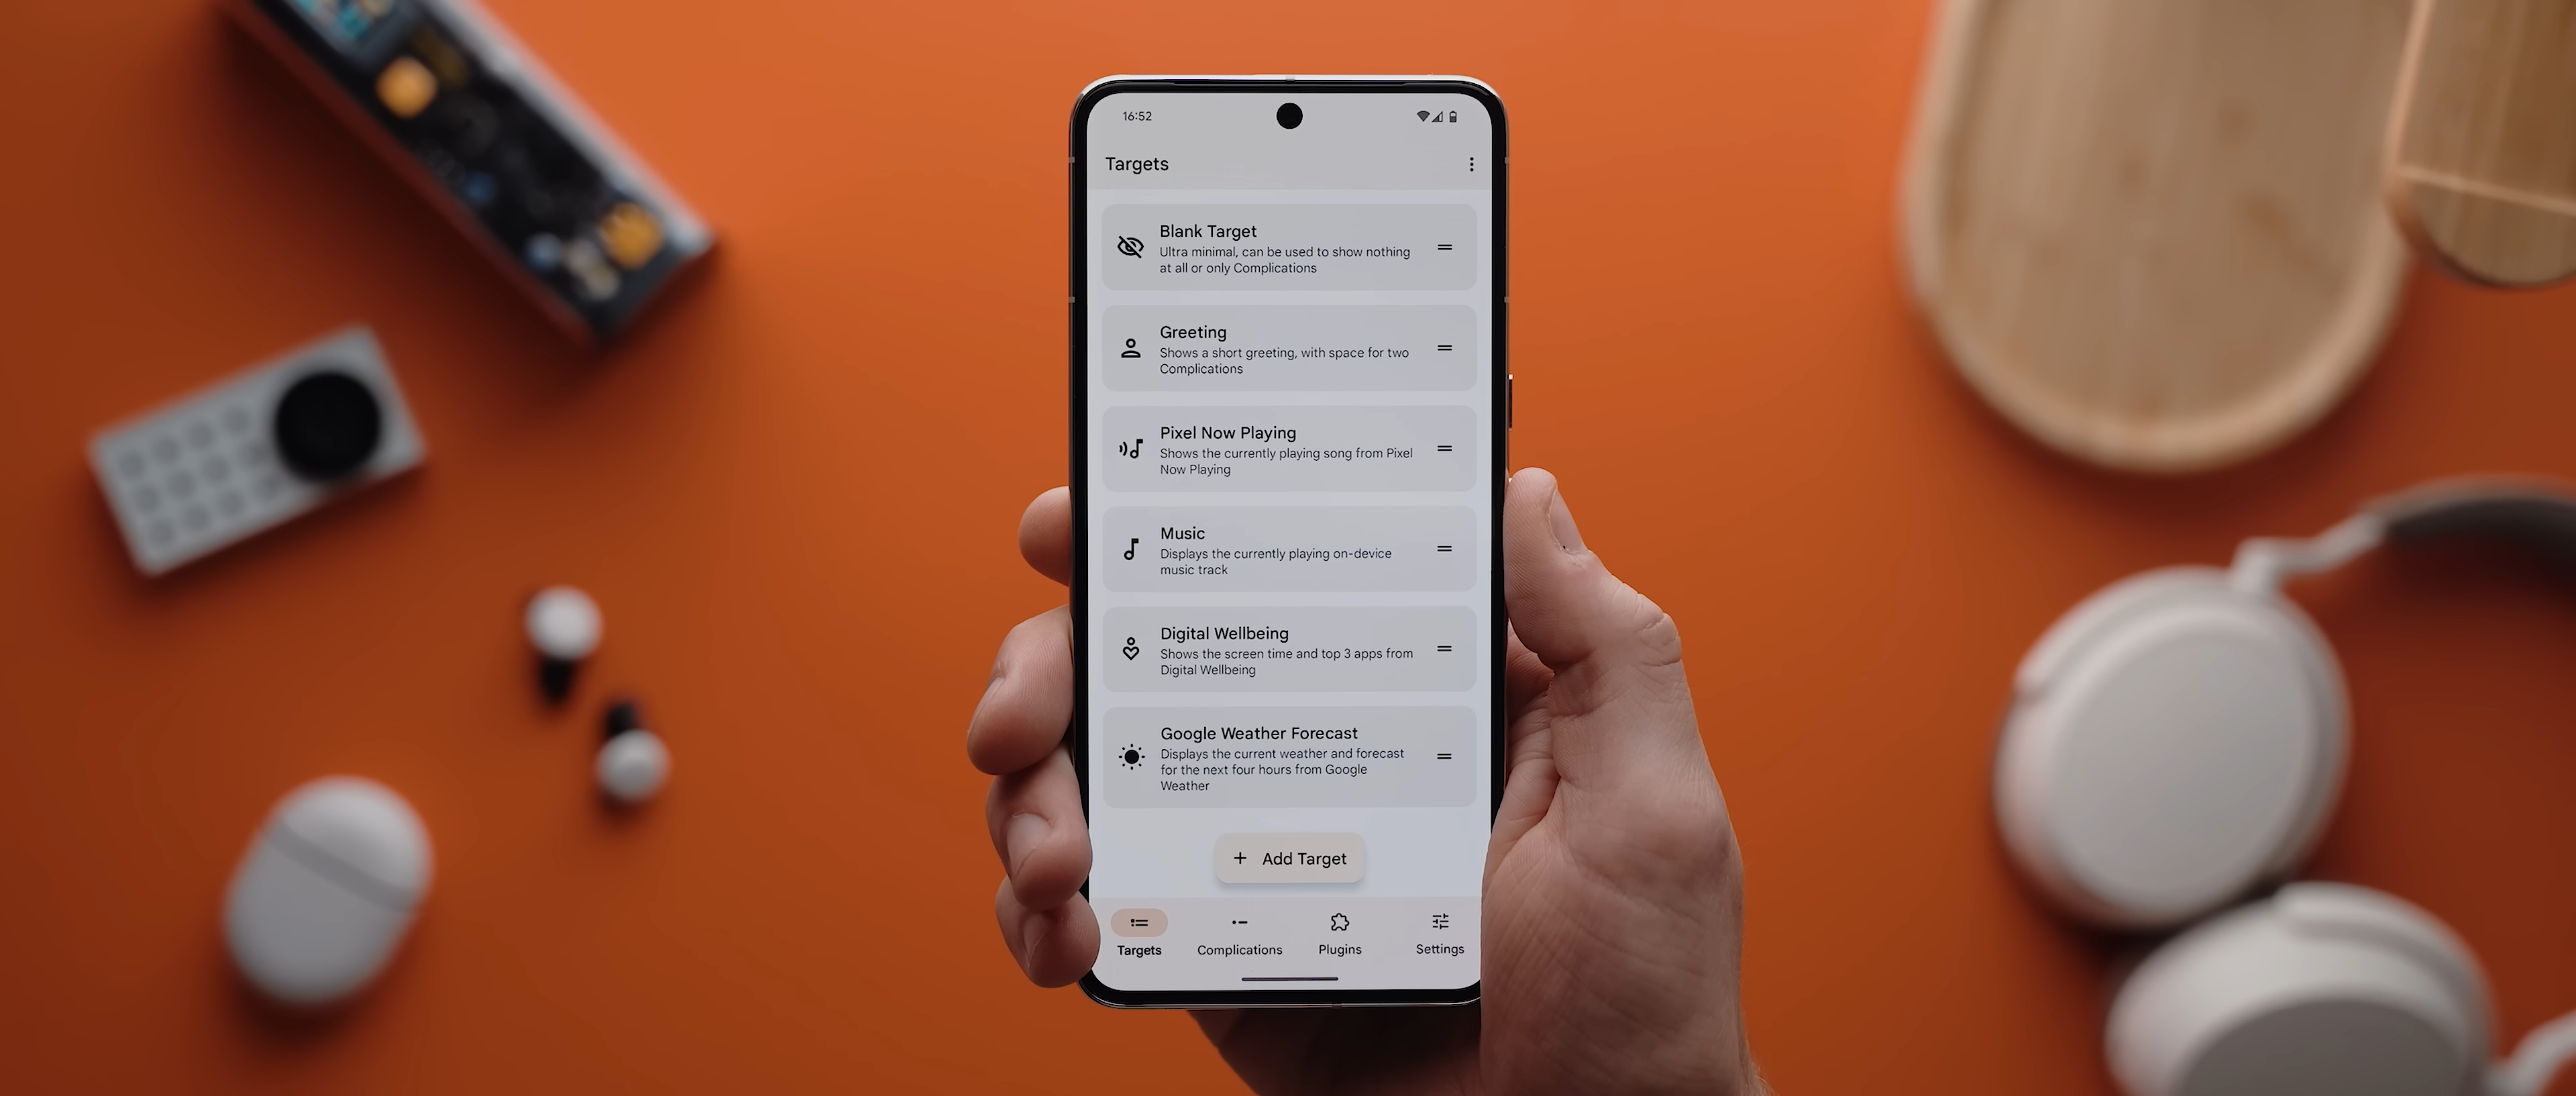 16:52
Targets
Blank Target
Ultra minimal, can be used to show nothing
at all or only Complications
Greeting
Shows a short greeting, with space for two
Complications
Pixel Now Playing
Shows the currently playing song from Pixel
Now Playing
Music
Displays the currently playing on-device
music track
Digital Wellbeing
Shows the screen time and top 3 apps from
Digital Wellbeing
Google Weather Forecast
Displays the current weather and forecast
for the next four hours from Google
Weather
+ Add Target
Targets
Complications
Plugins
Settings